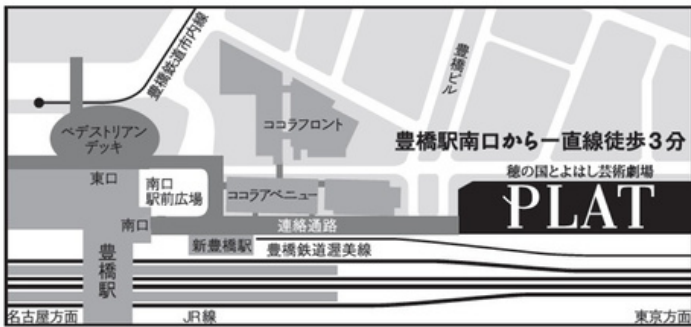 豊橋鉄道市内線
豊橋ビル
ココラフロント
ペデストリアン
デッキ
豊橋駅南口から一直線徒歩3分
穂の国とよはし芸術劇場
PLAT
東口
南口
駅前広場
ココラアベニュー
南口
連絡通路
新豊橋駅
豊橋鉄道渥美線
豊橋駅
名古屋方面
JR線
東京方面